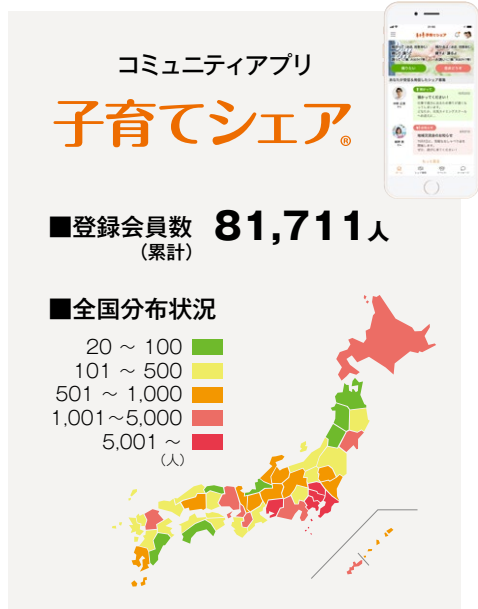 コミュニティアプリ
子育てシェア®
■登録会員数 81,711人
(累計)
■全国分布状況
20 ～ 100
101 ～ 500
501 ～ 1,000
1,001～5,000
5,001 ～
(人)